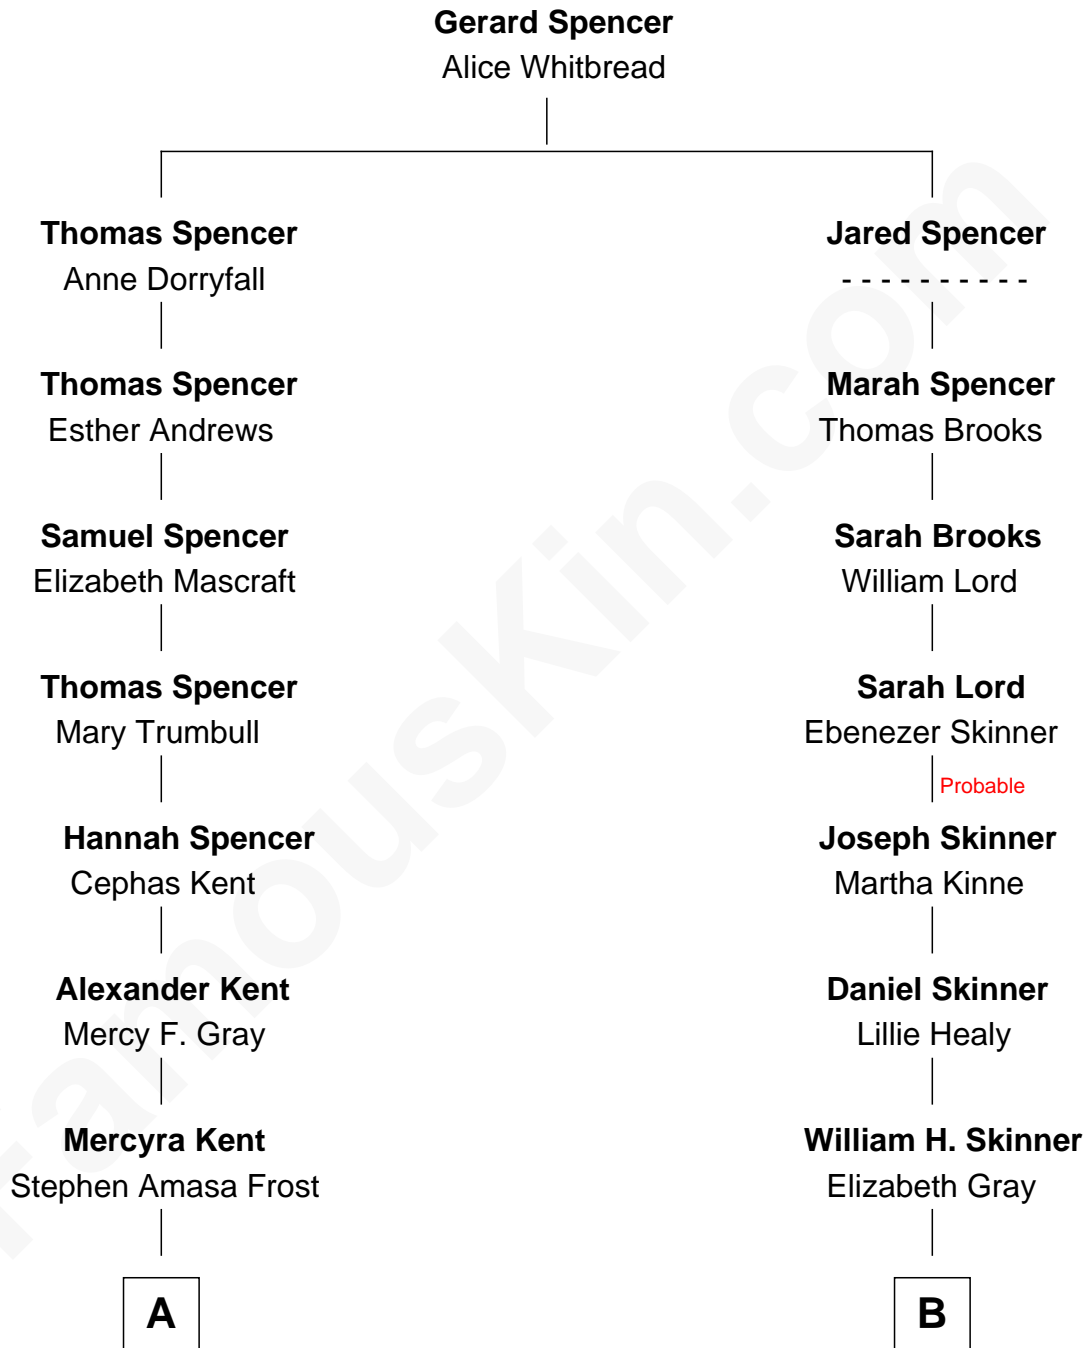 Gerard Spencer
Alice Whitbread
Thomas Spencer
Anne Dorryfall
Thomas Spencer
Esther Andrews
Samuel Spencer
Elizabeth Mascraft
Thomas Spencer
Mary Trumbull
Hannah Spencer
Cephas Kent
Alexander Kent
Mercy F. Gray
Mercyra Kent
Stephen Amasa Frost
A
Jared Spencer
- - - - - - - - - -
Marah Spencer
Thomas Brooks
Sarah Brooks
William Lord
Sarah Lord
Ebenezer Skinner
Probable
Joseph Skinner
Martha Kinne
Daniel Skinner
Lillie Healy
William H. Skinner
Elizabeth Gray
B
FamousKin.com